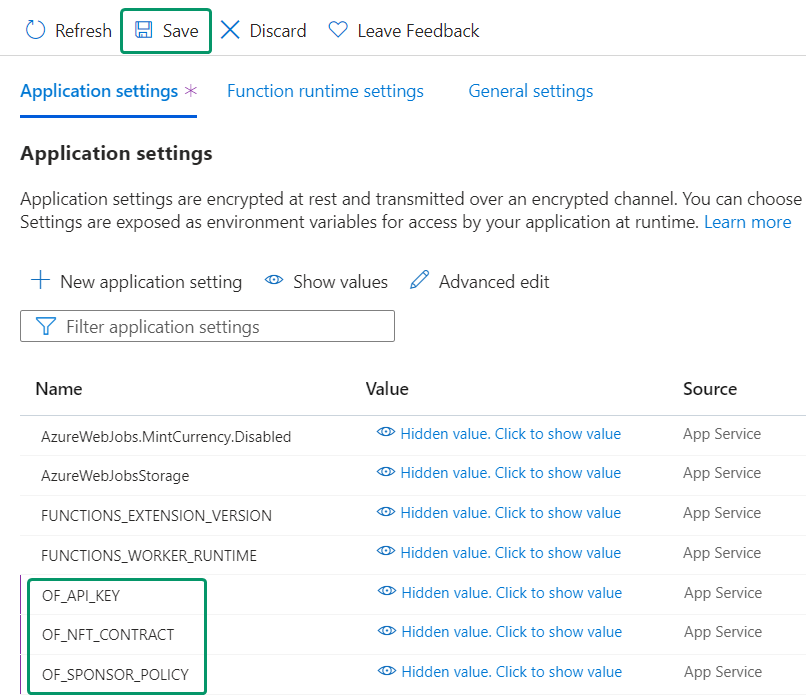 Refresh Save Discard Leave Feedback
Application settings * Function runtime settings General settings
Application settings
Application settings are encrypted at rest and transmitted over an encrypted channel. You can choose
Settings are exposed as environment variables for access by your application at runtime. Learn more
New application setting Show values Advanced edit
Filter application settings
Name Value Source
AzureWebJobs.MintCurrency.Disabled Hidden value. Click to show value App Service
AzureWebJobsStorage Hidden value. Click to show value App Service
FUNCTIONS_EXTENSION_VERSION Hidden value. Click to show value App Service
FUNCTIONS_WORKER_RUNTIME Hidden value. Click to show value App Service
OF_API_KEY Hidden value. Click to show value App Service
OF_NFT_CONTRACT Hidden value. Click to show value App Service
OF_SPONSOR_POLICY Hidden value. Click to show value App Service